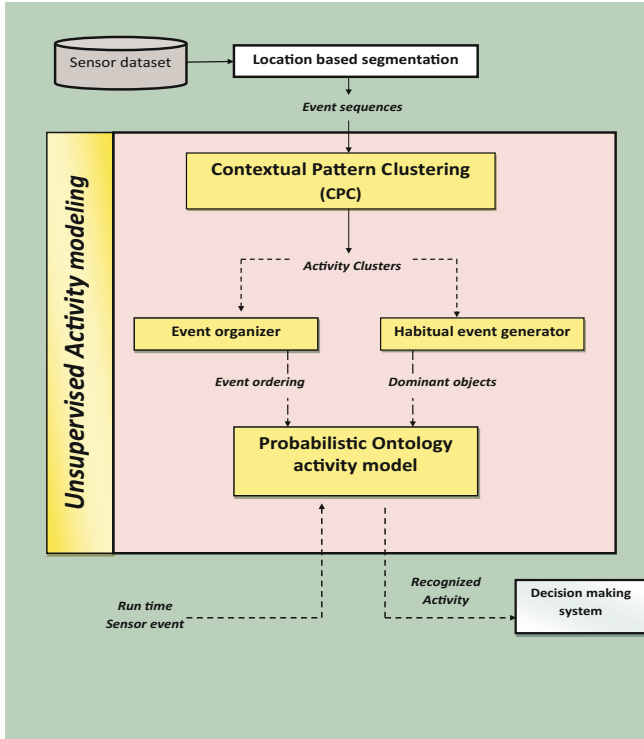 Sensor dataset
Location based segmentation
Event sequences
Unsupervised Activity modeling
Contextual Pattern Clustering
(CPC)
Activity Clusters
Event organizer
Habitual event generator
Event ordering
Dominant objects
Probabilistic Ontology
activity model
Recognized
Activity
Decision making
system
Run time
Sensor event